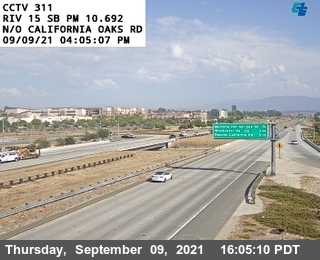 CCTV 311
RIV 15 SB PM 10.692
N/O CALIFORNIA OAKS RD
09/09/21 04:05:07 PM
Thursday, September 09, 2021 16:05:10 PDT